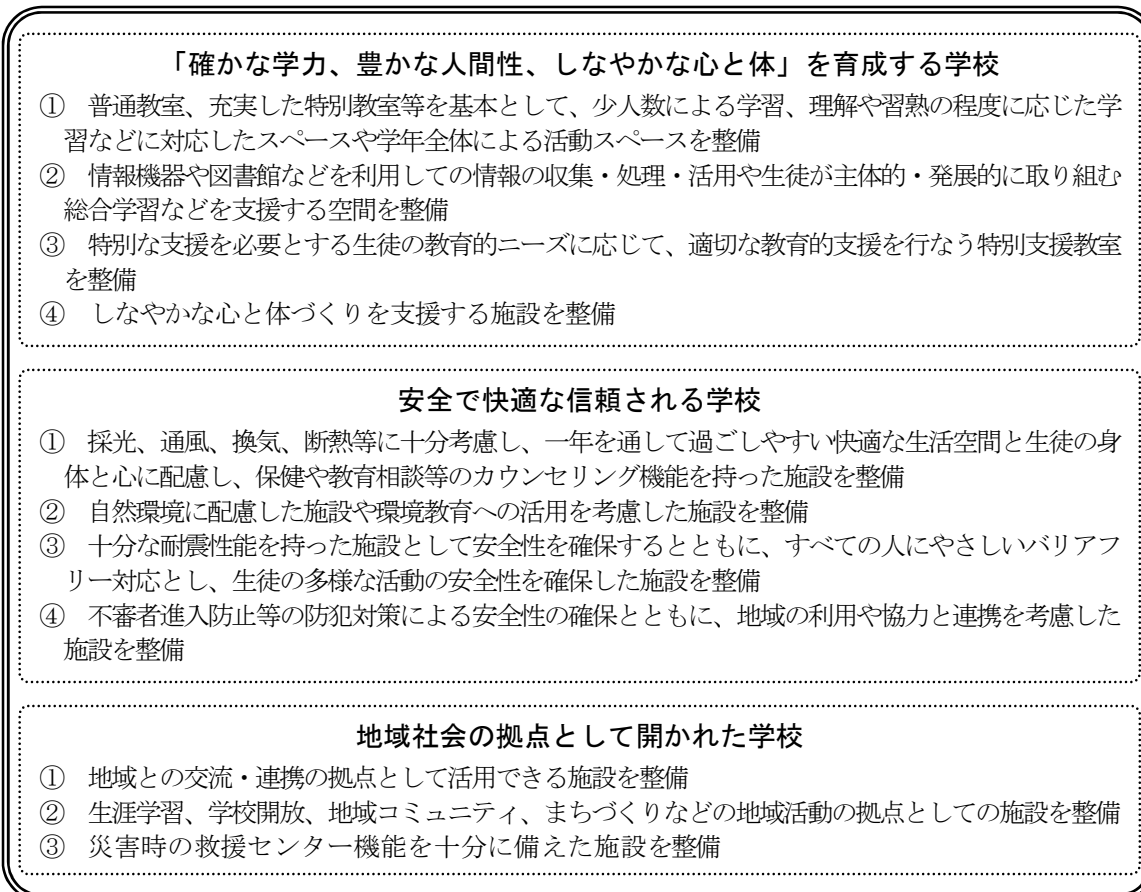 「確かな学力、豊かな人間性、しなやかな心と体」を育成する学校
① 普通教室、充実した特別教室等を基本として、少人数による学習、理解や習熟の程度に応じた学
習などに対応したスペースや学年全体による活動スペースを整備
② 情報機器や図書館などを利用しての情報の収集・処理・活用や生徒が主体的・発展的に取り組む
総合学習などを支援する空間を整備
③ 特別な支援を必要とする生徒の教育的ニーズに応じて、適切な教育的支援を行なう特別支援教室
を整備
④ しなやかな心と体づくりを支援する施設を整備
安全で快適な信頼される学校
① 採光、通風、換気、断熱等に十分考慮し、一年を通して過ごしやすい快適な生活空間と生徒の身
体と心に配慮し、保健や教育相談等のカウンセリング機能を持った施設を整備
② 自然環境に配慮した施設や環境教育への活用を考慮した施設を整備
③ 十分な耐震性能を持った施設として安全性を確保するとともに、すべての人にやさしいバリアフ
リー対応とし、生徒の多様な活動の安全性を確保した施設を整備
④ 不審者進入防止等の防犯対策による安全性の確保とともに、地域の利用や協力と連携を考慮した
施設を整備
地域社会の拠点として開かれた学校
① 地域との交流・連携の拠点として活用できる施設を整備
② 生涯学習、学校開放、地域コミュニティ、まちづくりなどの地域活動の拠点としての施設を整備
③ 災害時の救援センター機能を十分に備えた施設を整備